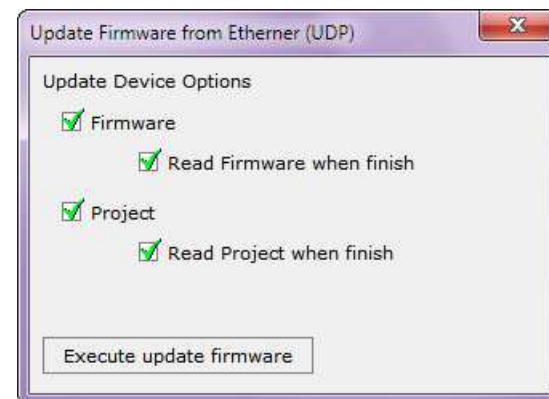 Update Firmware from Etherner (UDP)
Update Device Options
Firmware
Read Firmware when finish
Project
Read Project when finish
Execute update firmware